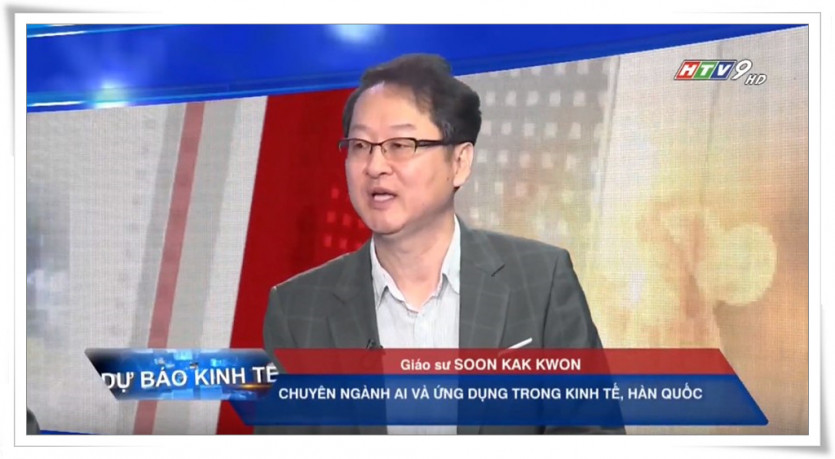 HTV9
HD
Giáo sư SOON KAK KWON
DỰ BÁO KINH TẾ
CHUYÊN NGÀNH AI VÀ ỨNG DỤNG TRONG KINH TẾ, HÀN QUỐC